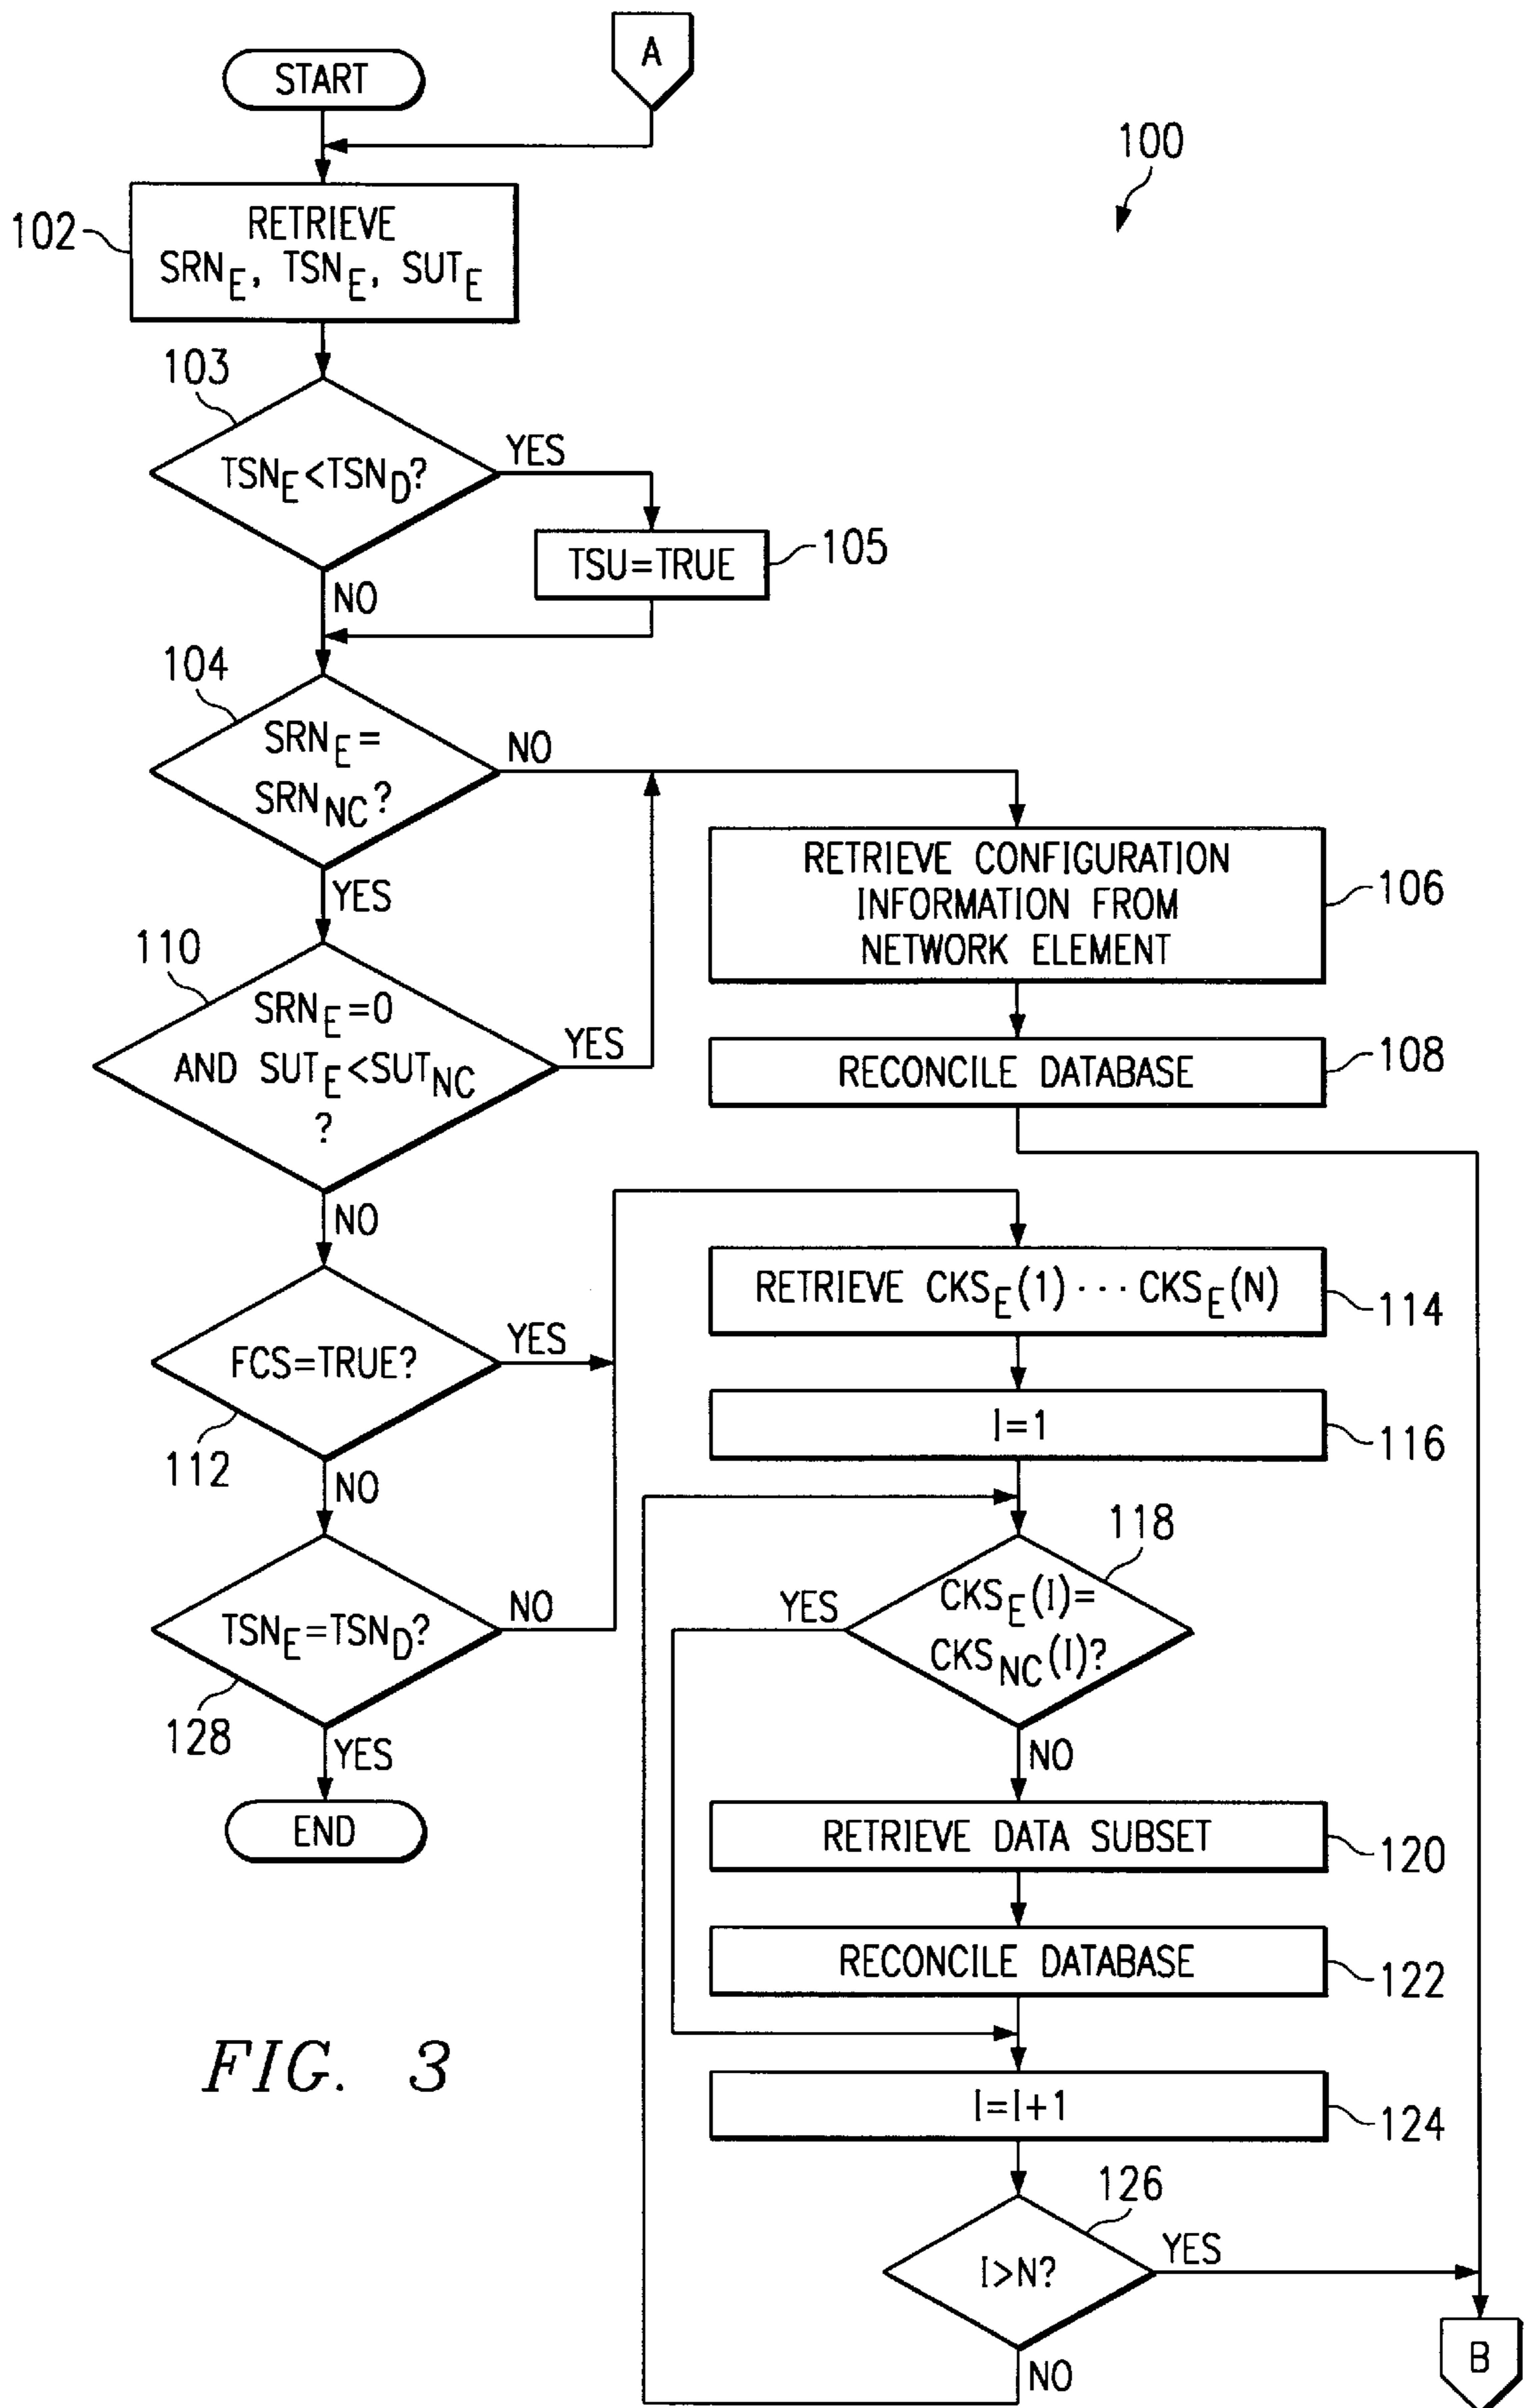 START
A
100
102
RETRIEVE
SRN_E, TSN_E, SUT_E
103
TSN_E<TSN_D?
YES
NO
TSU=TRUE
105
104
SRN_E=
SRN_NC?
NO
YES
RETRIEVE CONFIGURATION
INFORMATION FROM
NETWORK ELEMENT
106
110
SRN_E=0
AND SUT_E<SUT_NC
?
YES
NO
RECONCILE DATABASE
108
FCS=TRUE?
YES
112
NO
RETRIEVE CKS_E(1)···CKS_E(N)
114
I=1
116
TSN_E=TSN_D?
NO
128
YES
END
118
CKS_E(I)=
CKS_NC(I)?
YES
NO
RETRIEVE DATA SUBSET
120
RECONCILE DATABASE
122
I=I+1
124
126
I>N?
YES
NO
B
FIG. 3